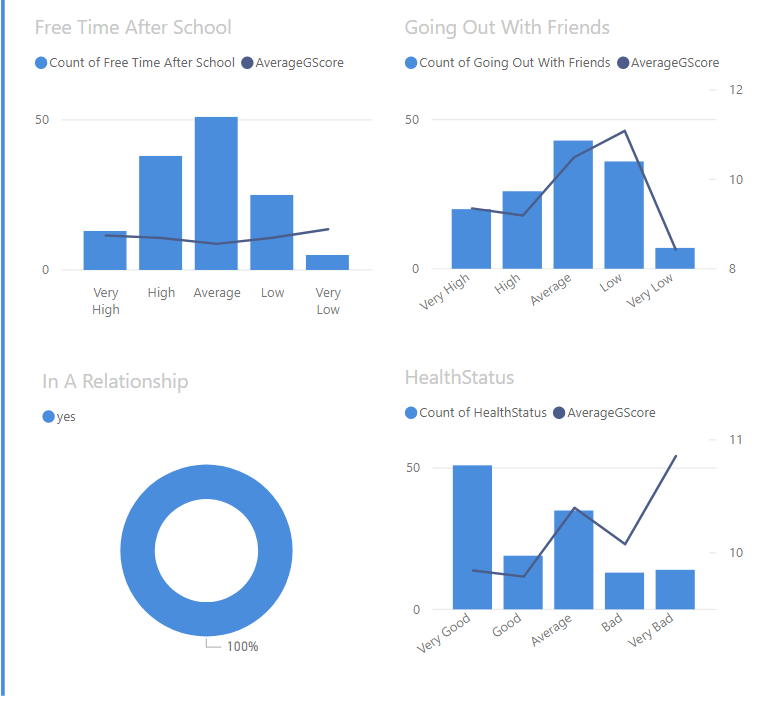 Free Time After School
Count of Free Time After School AverageGScore
50
0
Very High
High
Average
Low
Very Low
Going Out With Friends
Count of Going Out With Friends AverageGScore
12
50
10
0
8
Very High
High
Average
Low
Very Low
In A Relationship
yes
100%
HealthStatus
Count of HealthStatus AverageGScore
11
50
10
0
Very Good
Good
Average
Bad
Very Bad